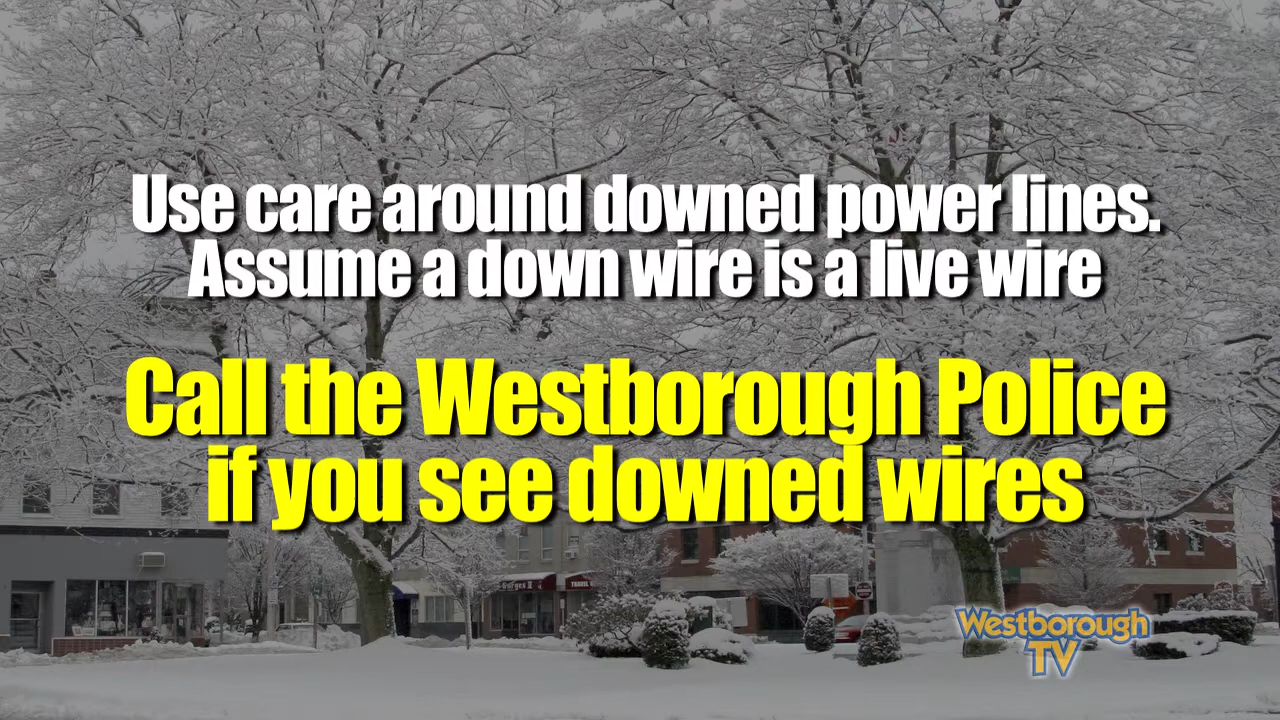 Use care around downed power lines.
Assume a down wire is a live wire
Call the Westborough Police
if you see downed wires
Westborough
TV